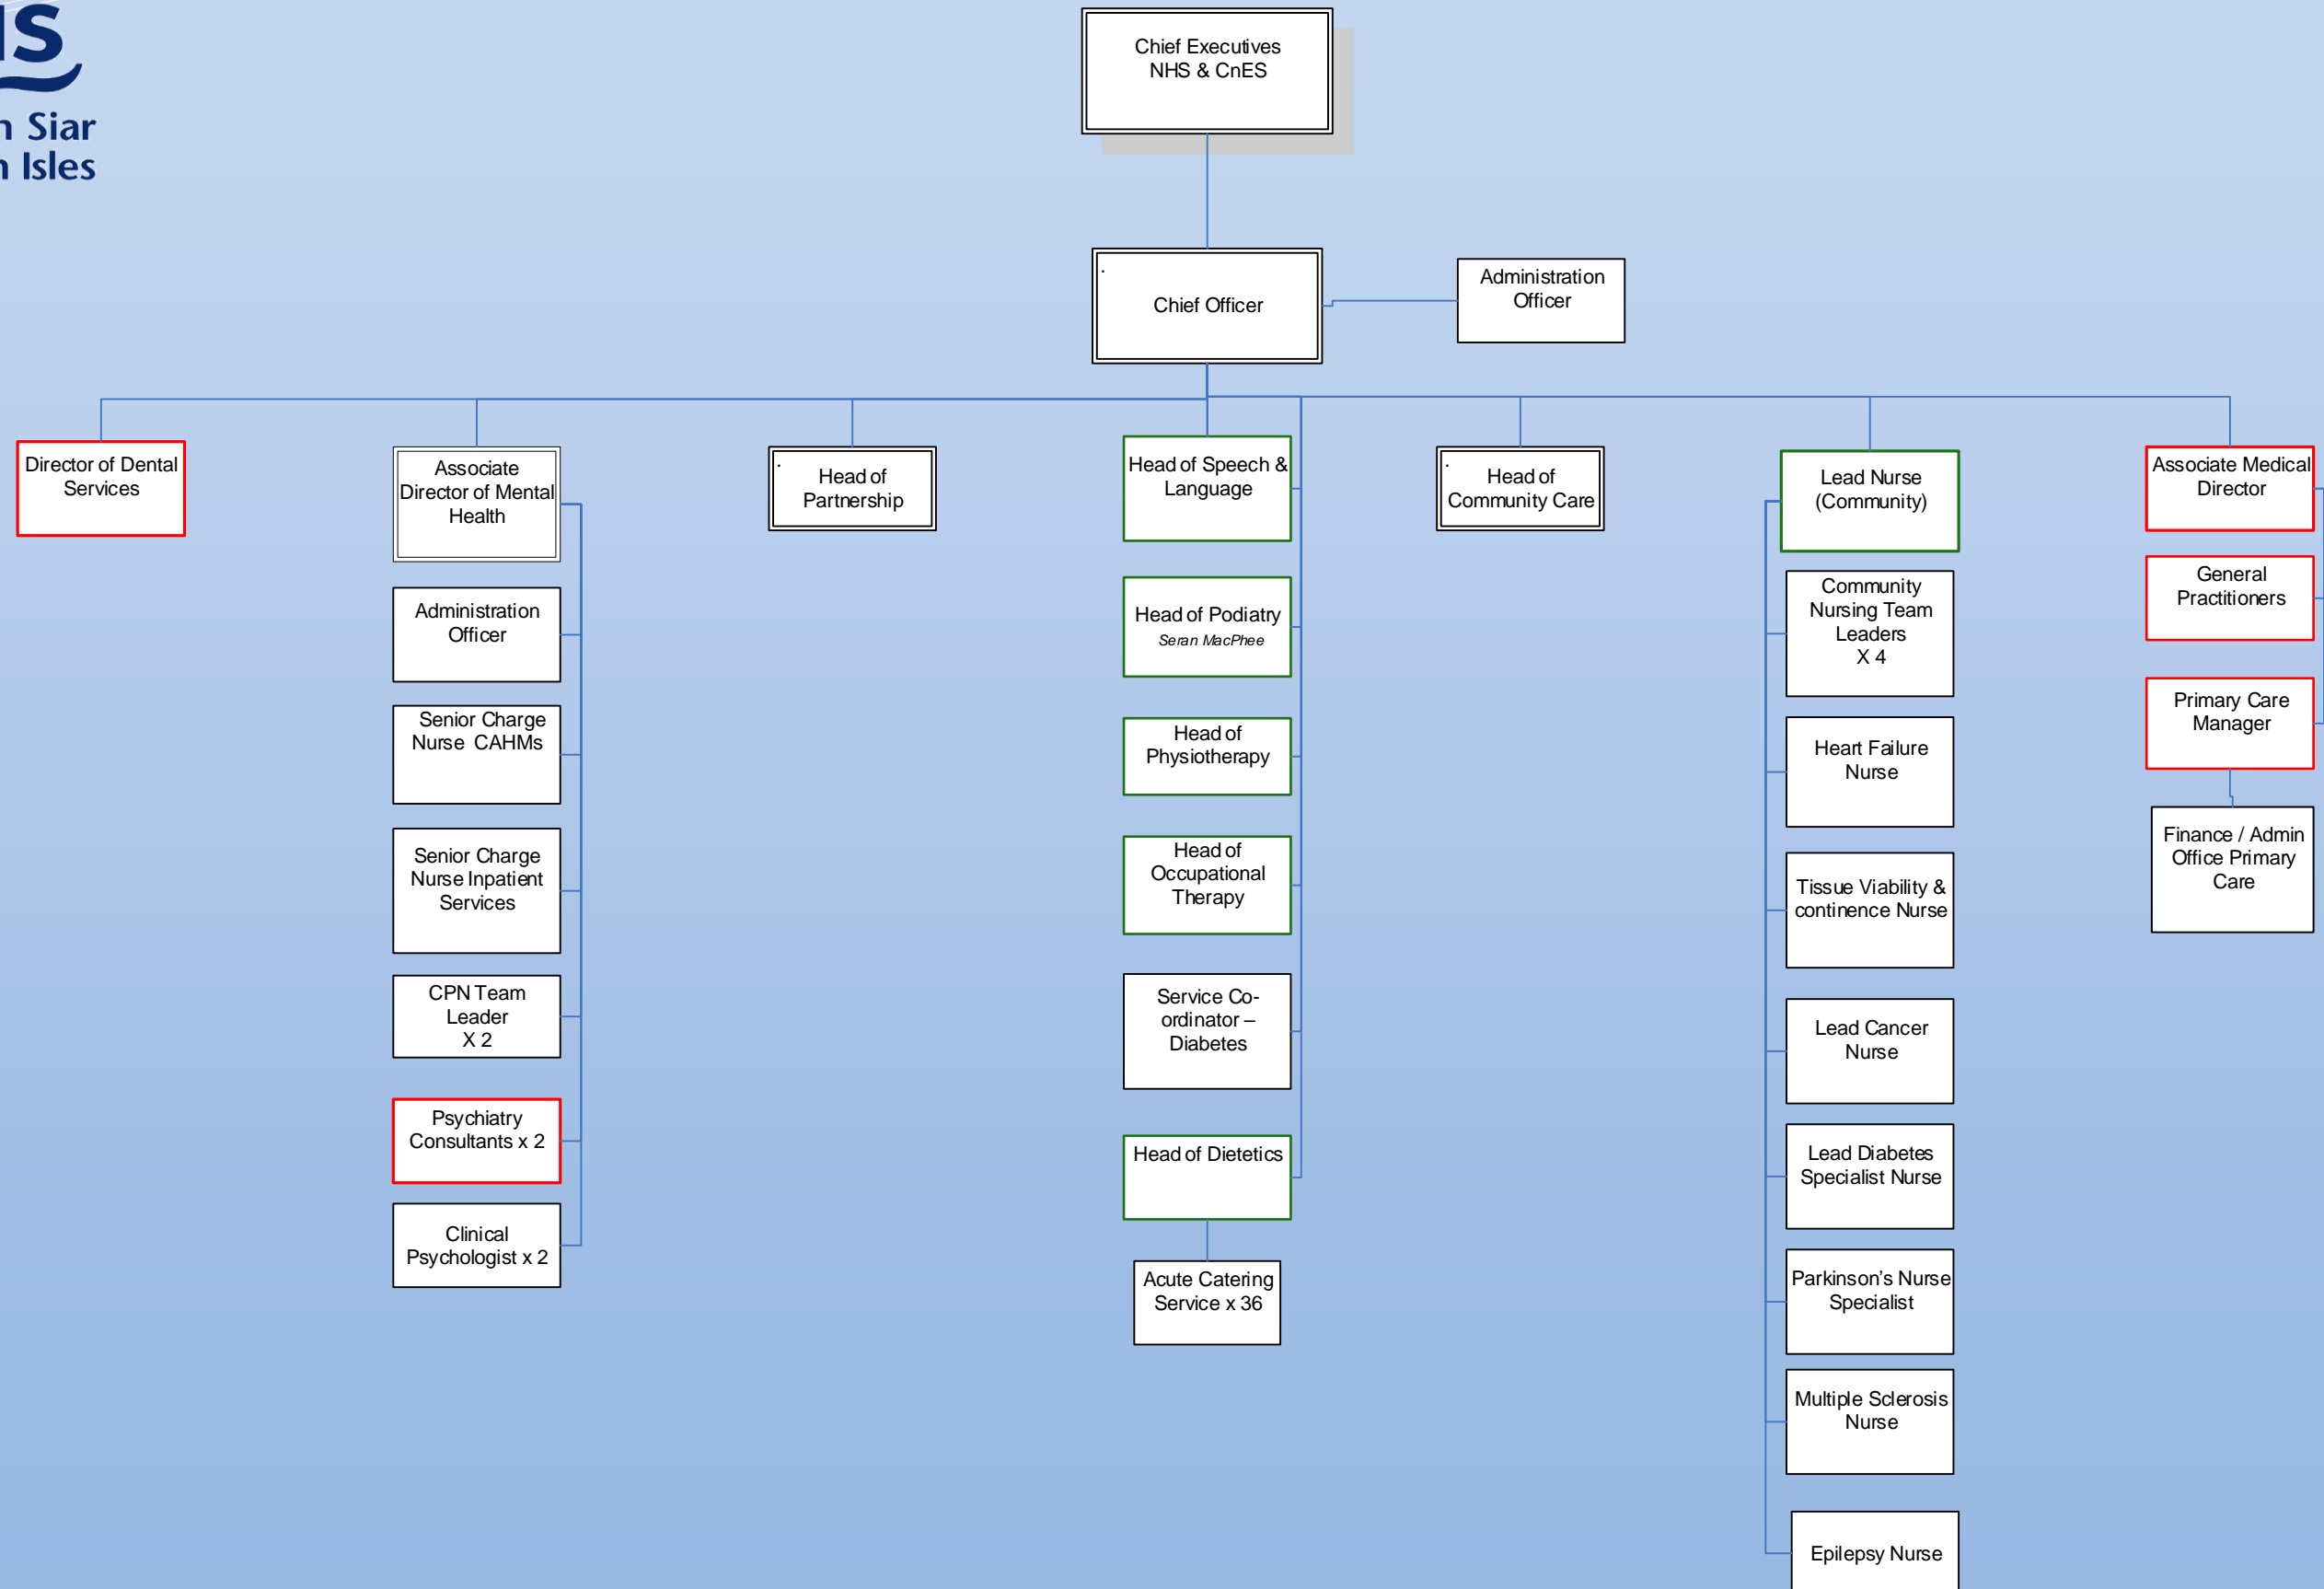 Siar
Isles
Chief Executives
NHS & CnES
.
Chief Officer
Administration
Officer
Director of Dental
Services
Associate
Director of Mental
Health
.
Head of
Partnership
Head of Speech &
Language
.
Head of
Community Care
Lead Nurse
(Community)
Associate Medical
Director
Administration
Officer
Senior Charge
Nurse CAHMs
Senior Charge
Nurse Inpatient
Services
CPN Team
Leader
X 2
Psychiatry
Consultants x 2
Clinical
Psychologist x 2
Head of Podiatry
Seran MacPhee
Head of
Physiotherapy
Head of
Occupational
Therapy
Service Co-
ordinator –
Diabetes
Head of Dietetics
Acute Catering
Service x 36
Community
Nursing Team
Leaders
X 4
Heart Failure
Nurse
Tissue Viability &
continence Nurse
Lead Cancer
Nurse
Lead Diabetes
Specialist Nurse
Parkinson’s Nurse
Specialist
Multiple Sclerosis
Nurse
Epilepsy Nurse
General
Practitioners
Primary Care
Manager
Finance / Admin
Office Primary
Care